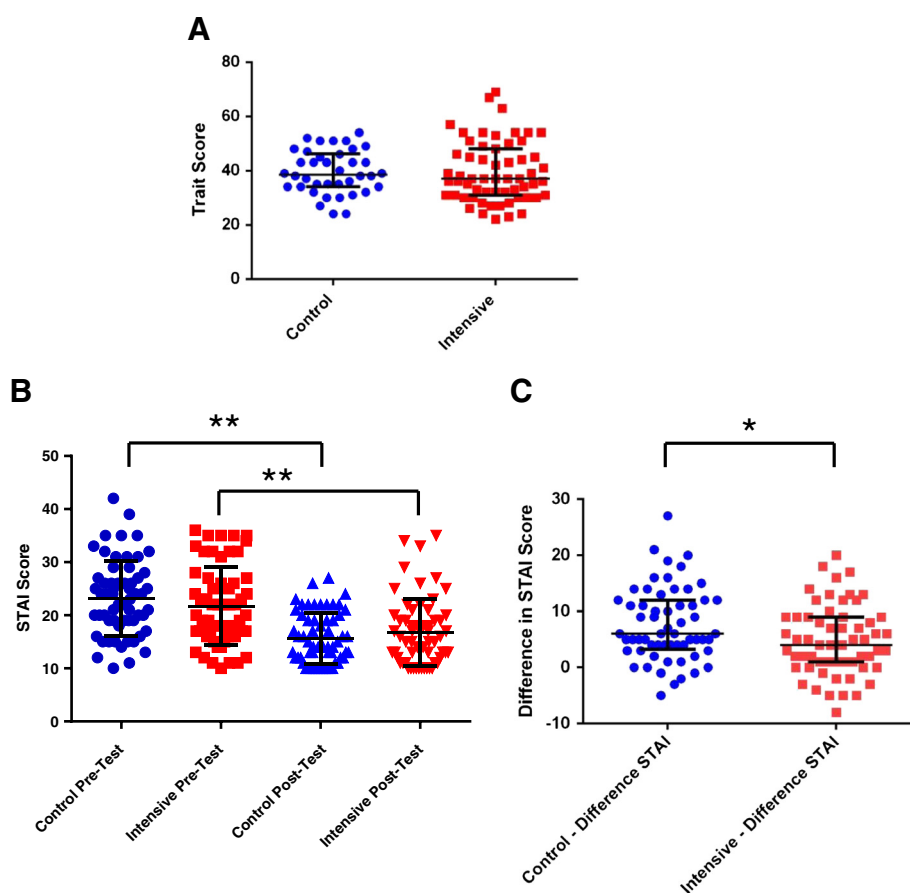 A
Trait Score
80
60
40
20
0
Control
Intensive
B
**
**
STAI Score
50
40
30
20
10
0
Control Pre-Test
Intensive Pre-Test
Control Post-Test
Intensive Post-Test
C
*
Difference in STAI Score
30
20
10
0
-10
Control - Difference STAI
Intensive - Difference STAI